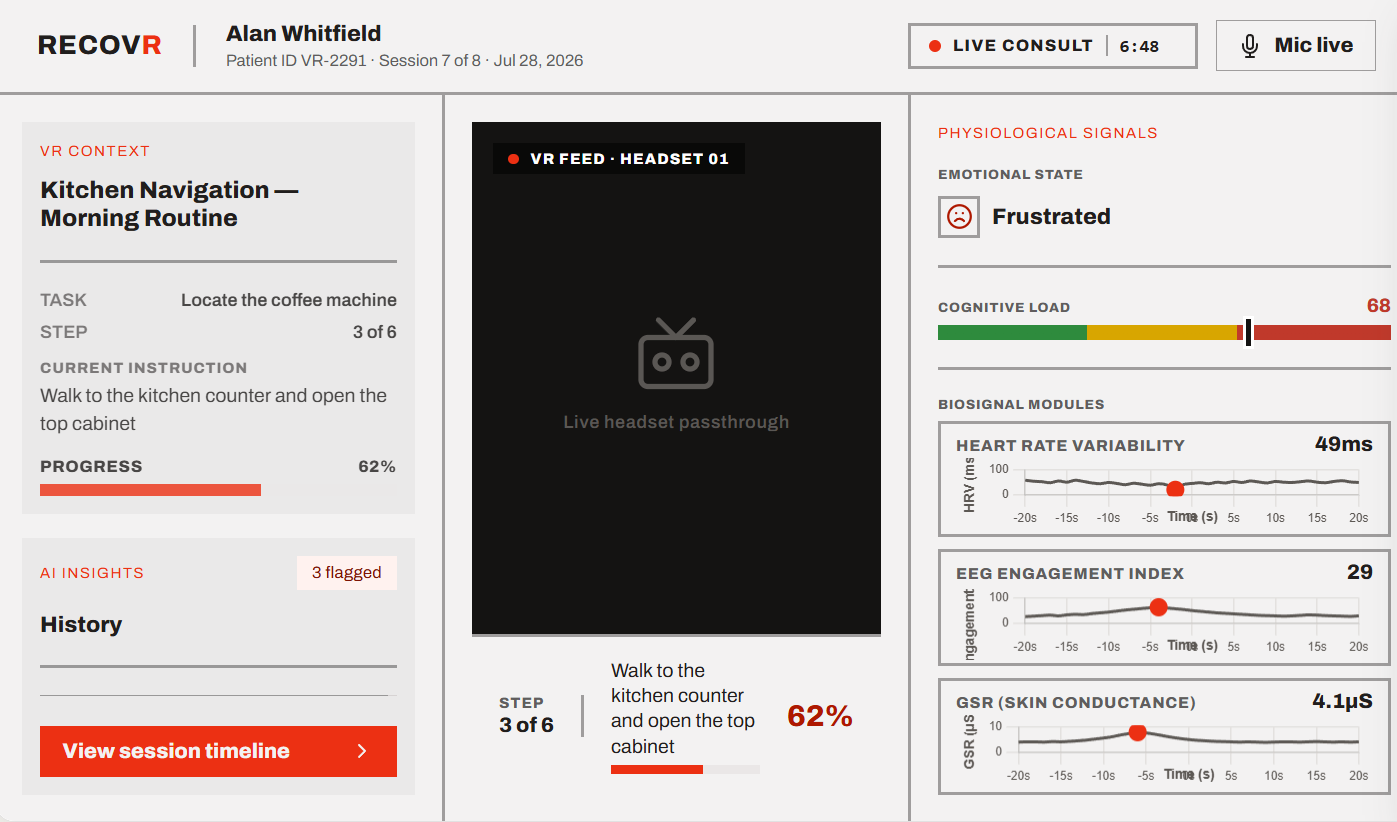 RECOVR
Alan Whitfield
Patient ID VR-2291 · Session 7 of 8 · Jul 28, 2026
LIVE CONSULT
6:48
Mic live
VR CONTEXT
Kitchen Navigation —
Morning Routine
TASK
Locate the coffee machine
STEP
3 of 6
CURRENT INSTRUCTION
Walk to the kitchen counter and open the
top cabinet
PROGRESS
62%
AI INSIGHTS
3 flagged
History
View session timeline
VR FEED · HEADSET 01
Live headset passthrough
STEP
3 of 6
Walk to the
kitchen counter
and open the top
cabinet
62%
PHYSIOLOGICAL SIGNALS
EMOTIONAL STATE
Frustrated
COGNITIVE LOAD
68
BIOSIGNAL MODULES
HEART RATE VARIABILITY
49ms
HRV (ms
100
0
-20s -15s -10s -5s 5s 10s 15s 20s
Time (s)
EEG ENGAGEMENT INDEX
29
ngagement
100
0
-20s -15s -10s -5s 5s 10s 15s 20s
Time (s)
GSR (SKIN CONDUCTANCE)
4.1µS
GSR (µS
10
0
-20s -15s -10s -5s 5s 10s 15s 20s
Time (s)